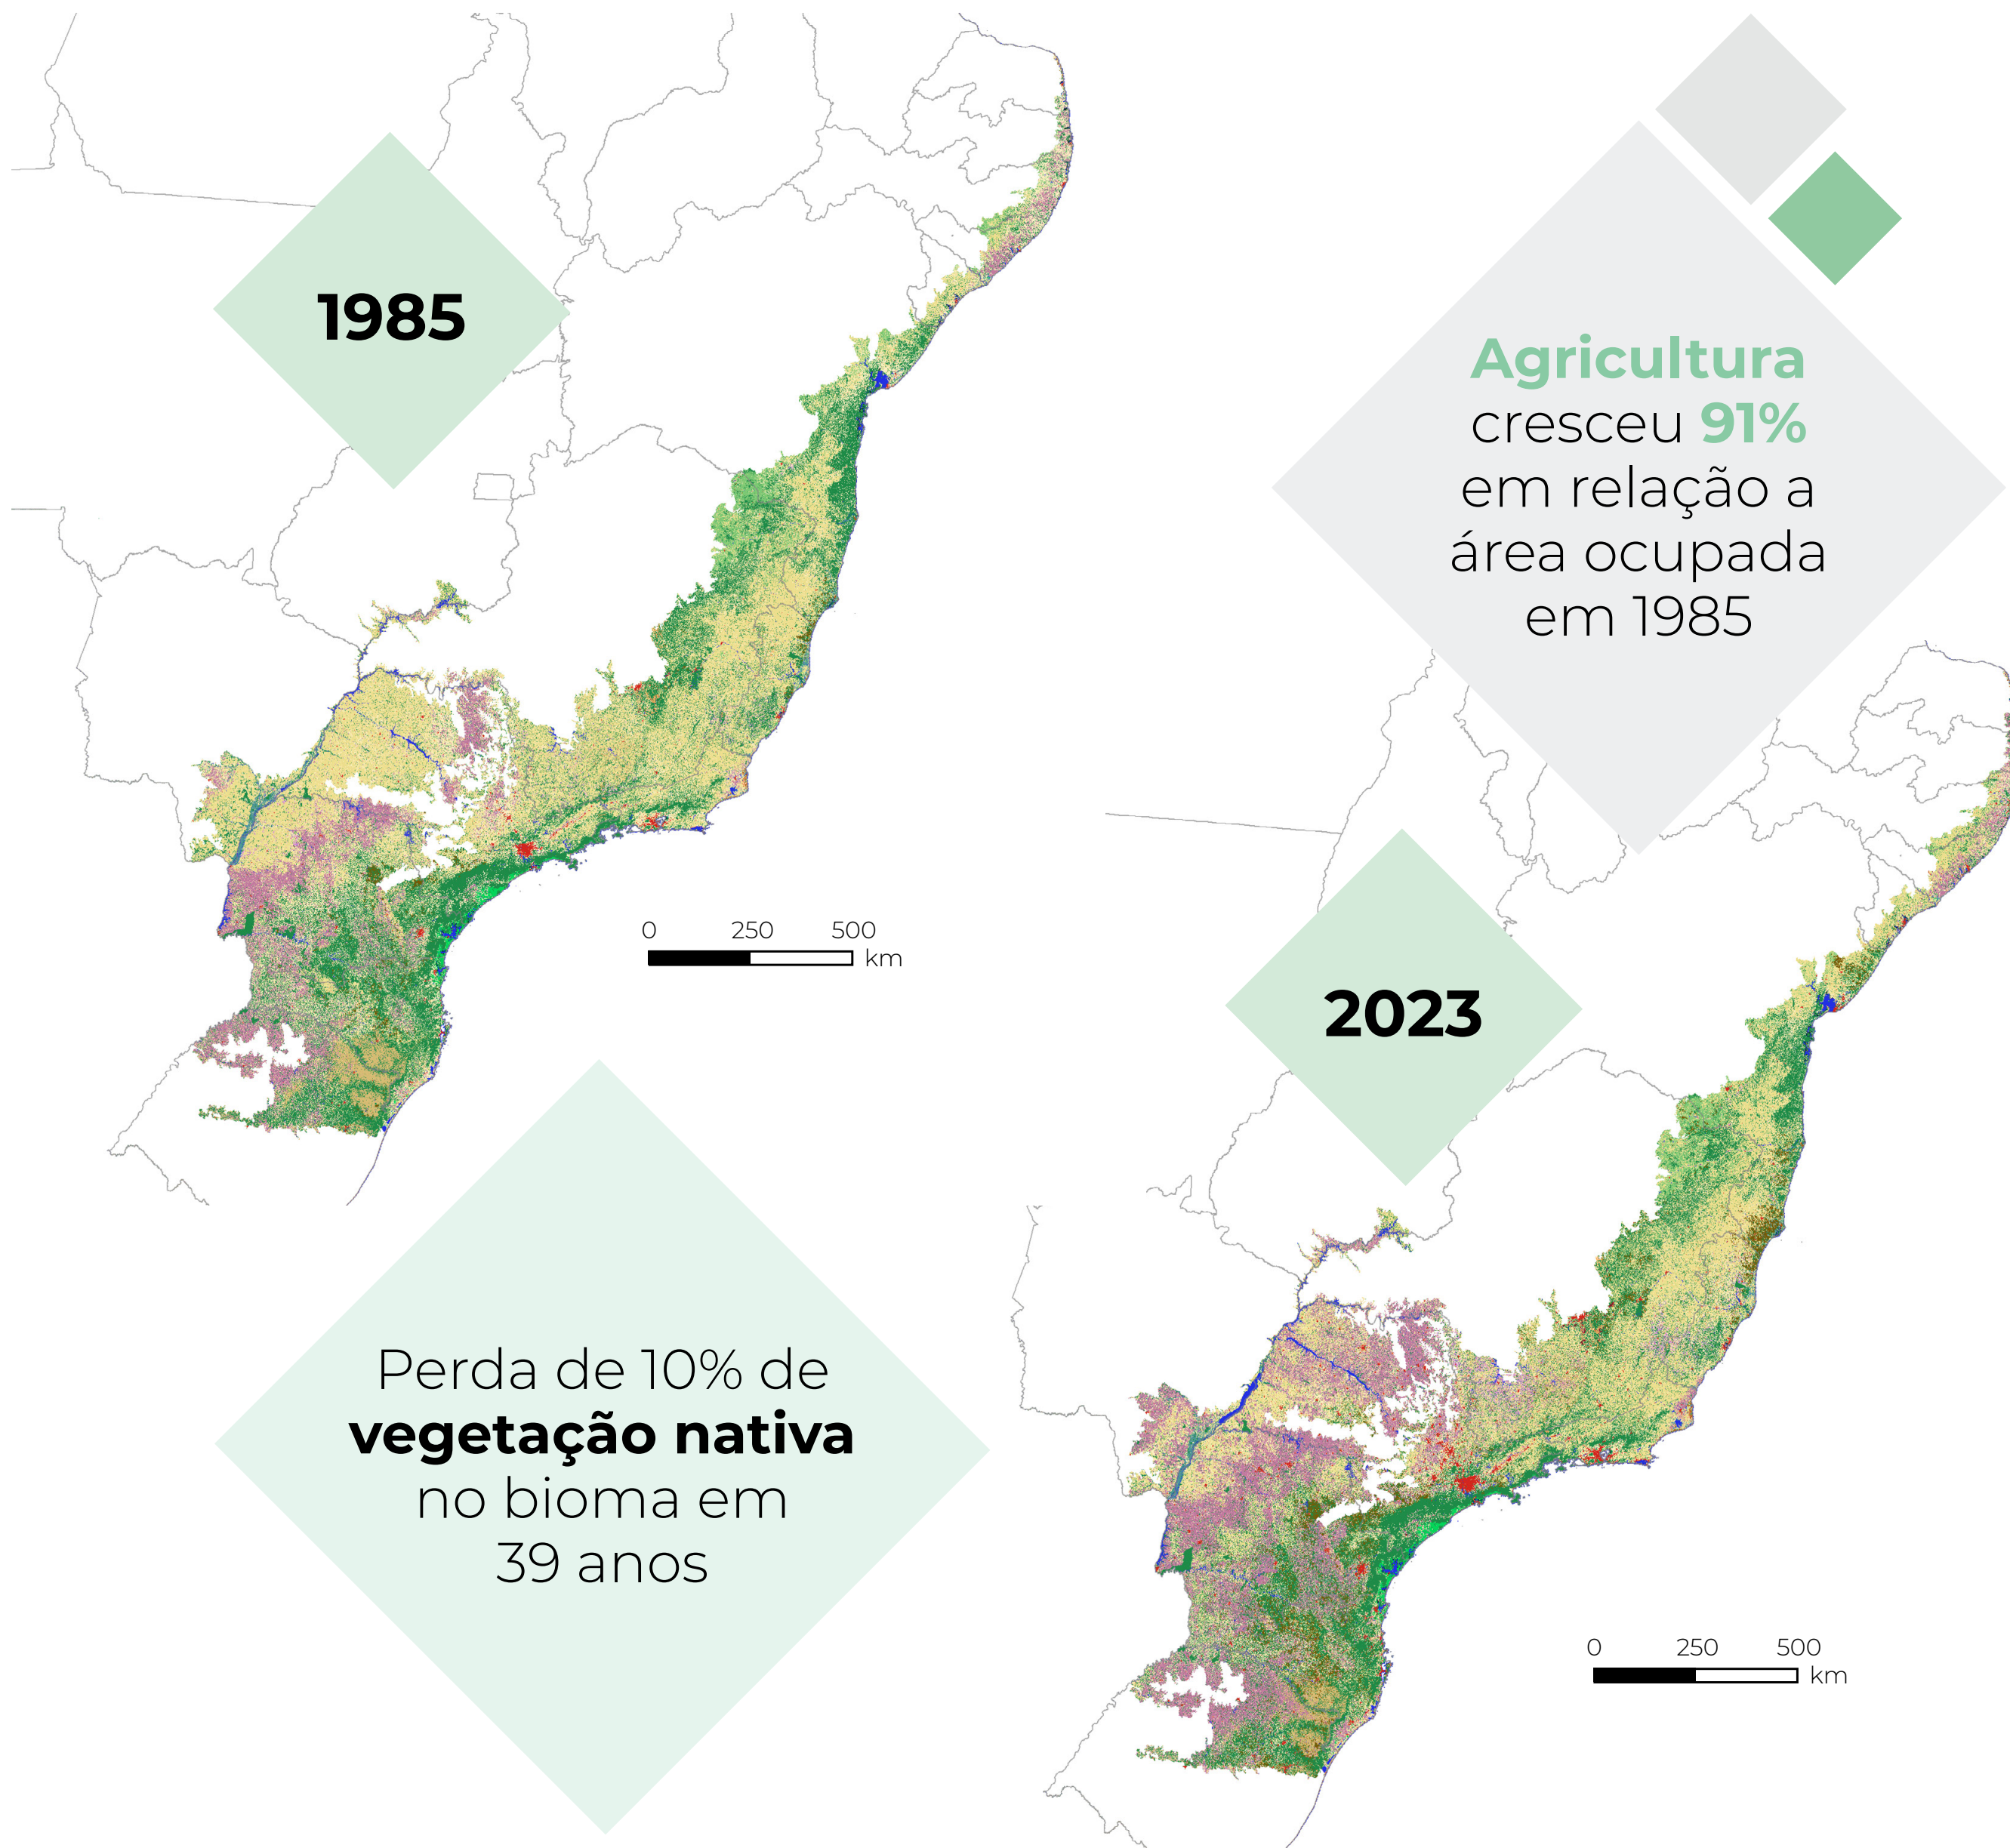 1985
Agricultura
cresceu 91%
em relação a
área ocupada
em 1985
0 250 500
km
2023
Perda de 10% de
vegetação nativa
no bioma em
39 anos
0 250 500
km